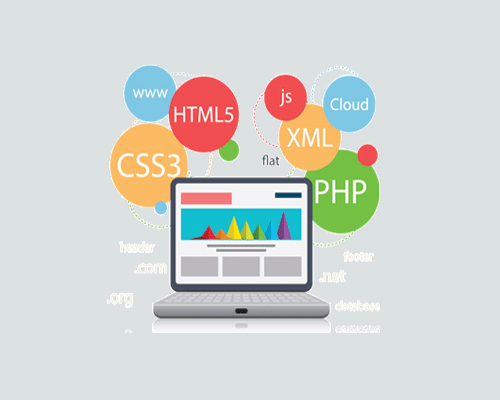 www
HTML5
js
Cloud
XML
CSS3
flat
PHP
header
footer
.com
.net
.org
database